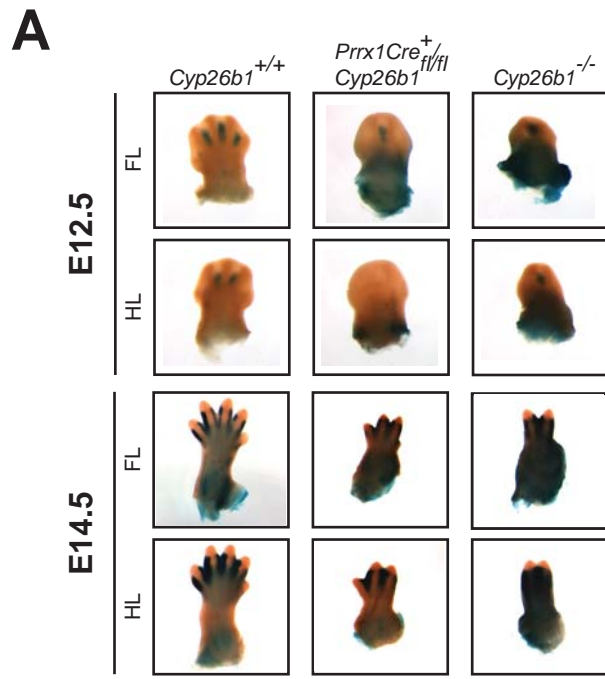 A
Cyp26b1+/+
Prrx1Cre+/
Cyp26b1fl/fl
Cyp26b1-/-
E12.5
FL
HL
E14.5
FL
HL